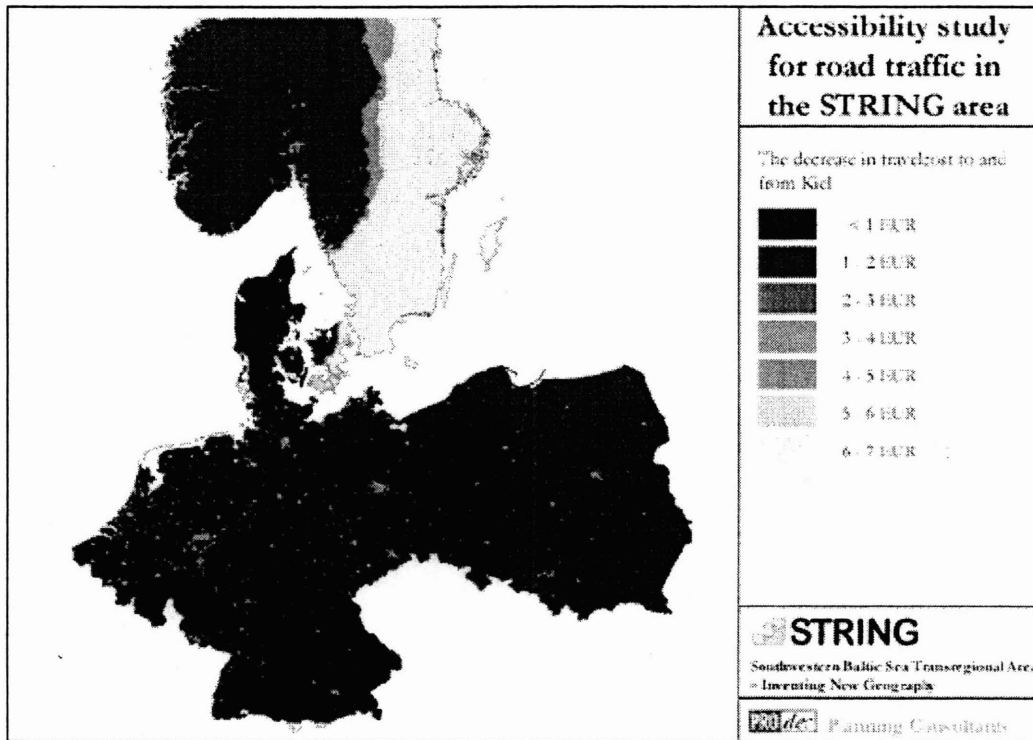 Accessibility study
for road traffic in
the STRING area
The decrease in travelcost to and
from Kiel
< 1 EUR
1 - 2 EUR
2 - 3 EUR
3 - 4 EUR
4 - 5 EUR
5 - 6 EUR
6 - 7 EUR
STRING
Southwestern Baltic Sea Transregional Area
- Inventing New Geography
PROdec Planning Consultants